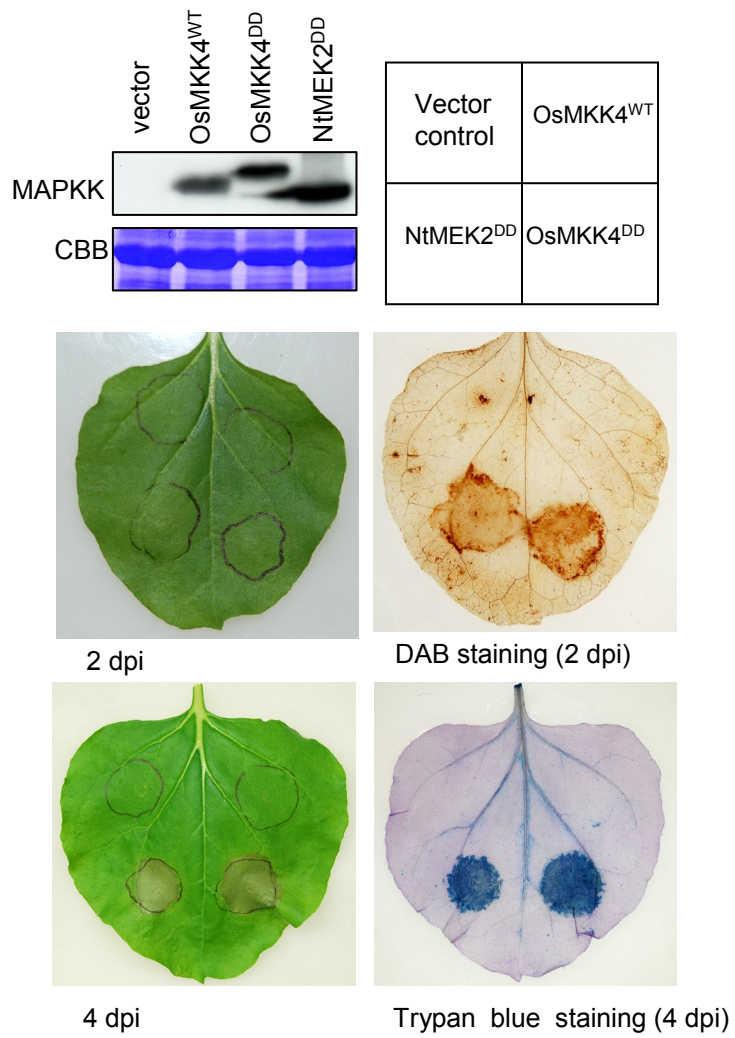 vector
OsMKK4WT
OsMKK4DD
NtMEK2DD
MAPKK
CBB
Vector
control
OsMKK4WT
NtMEK2DD
OsMKK4DD
2 dpi
DAB staining (2 dpi)
4 dpi
Trypan blue staining (4 dpi)